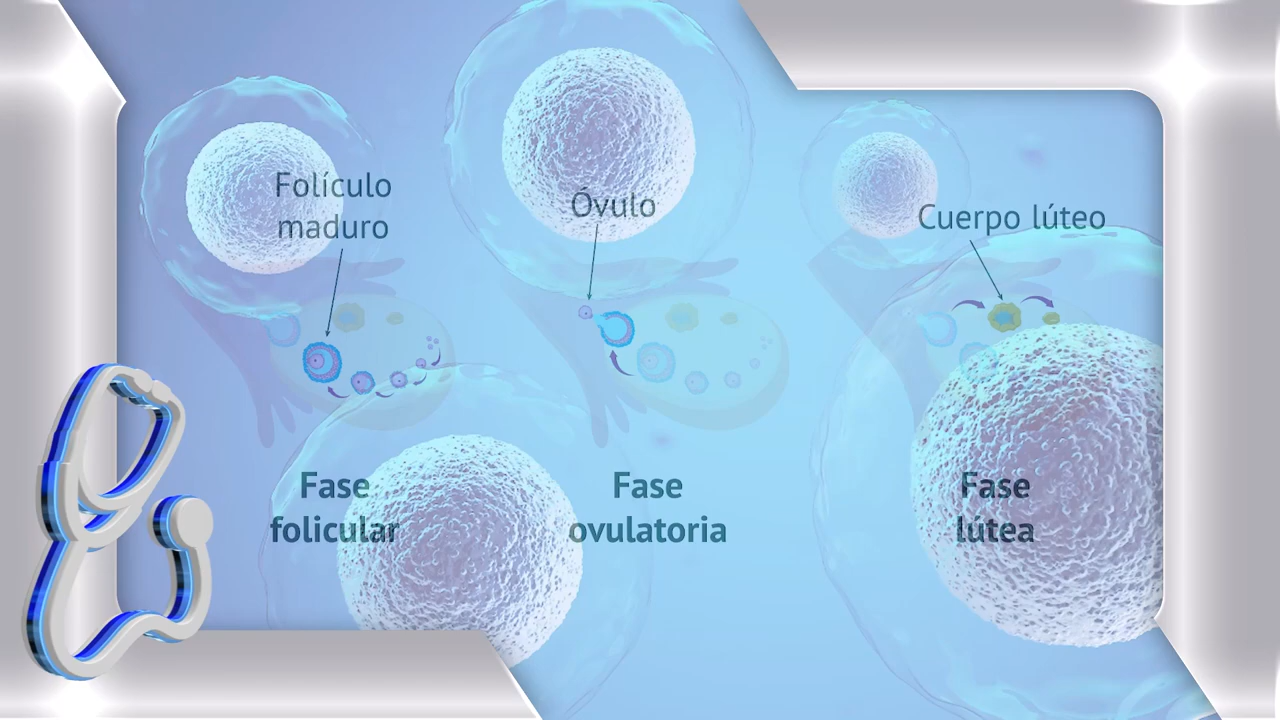 Folículo
maduro
Óvulo
Cuerpo lúteo
Fase
folicular
Fase
ovulatoria
Fase
lútea